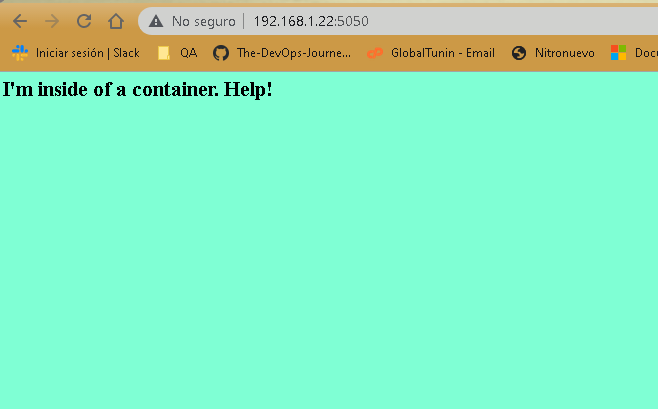 No seguro 192.168.1.22:5050
Iniciar sesión | Slack QA The-DevOps-Journe... GlobalTunin - Email Nitronuevo Docu
I'm inside of a container. Help!